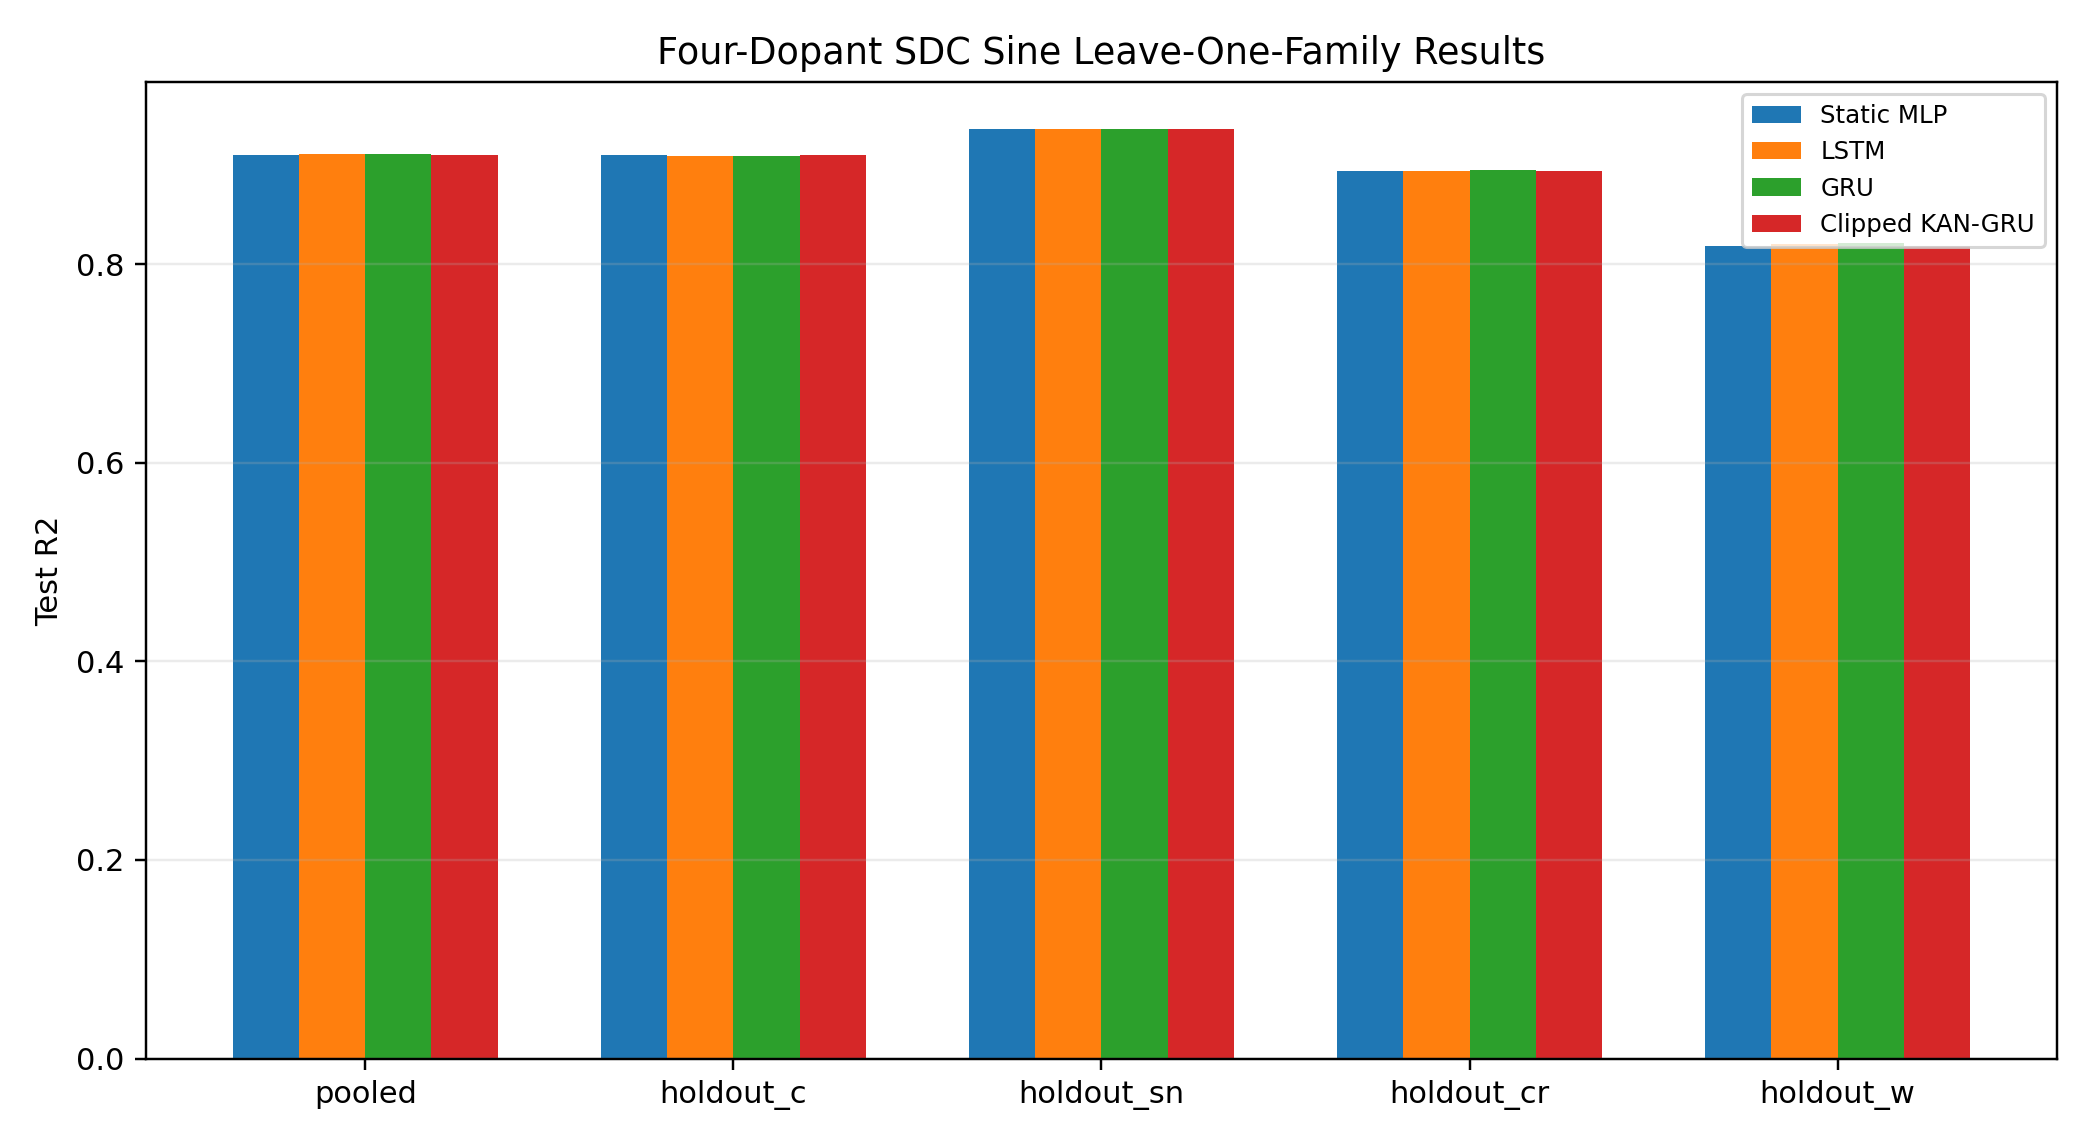 Four-Dopant SDC Sine Leave-One-Family Results
Static MLP
LSTM
GRU
Clipped KAN-GRU
Test R2
0.8
0.6
0.4
0.2
0.0
pooled
holdout_c
holdout_sn
holdout_cr
holdout_w